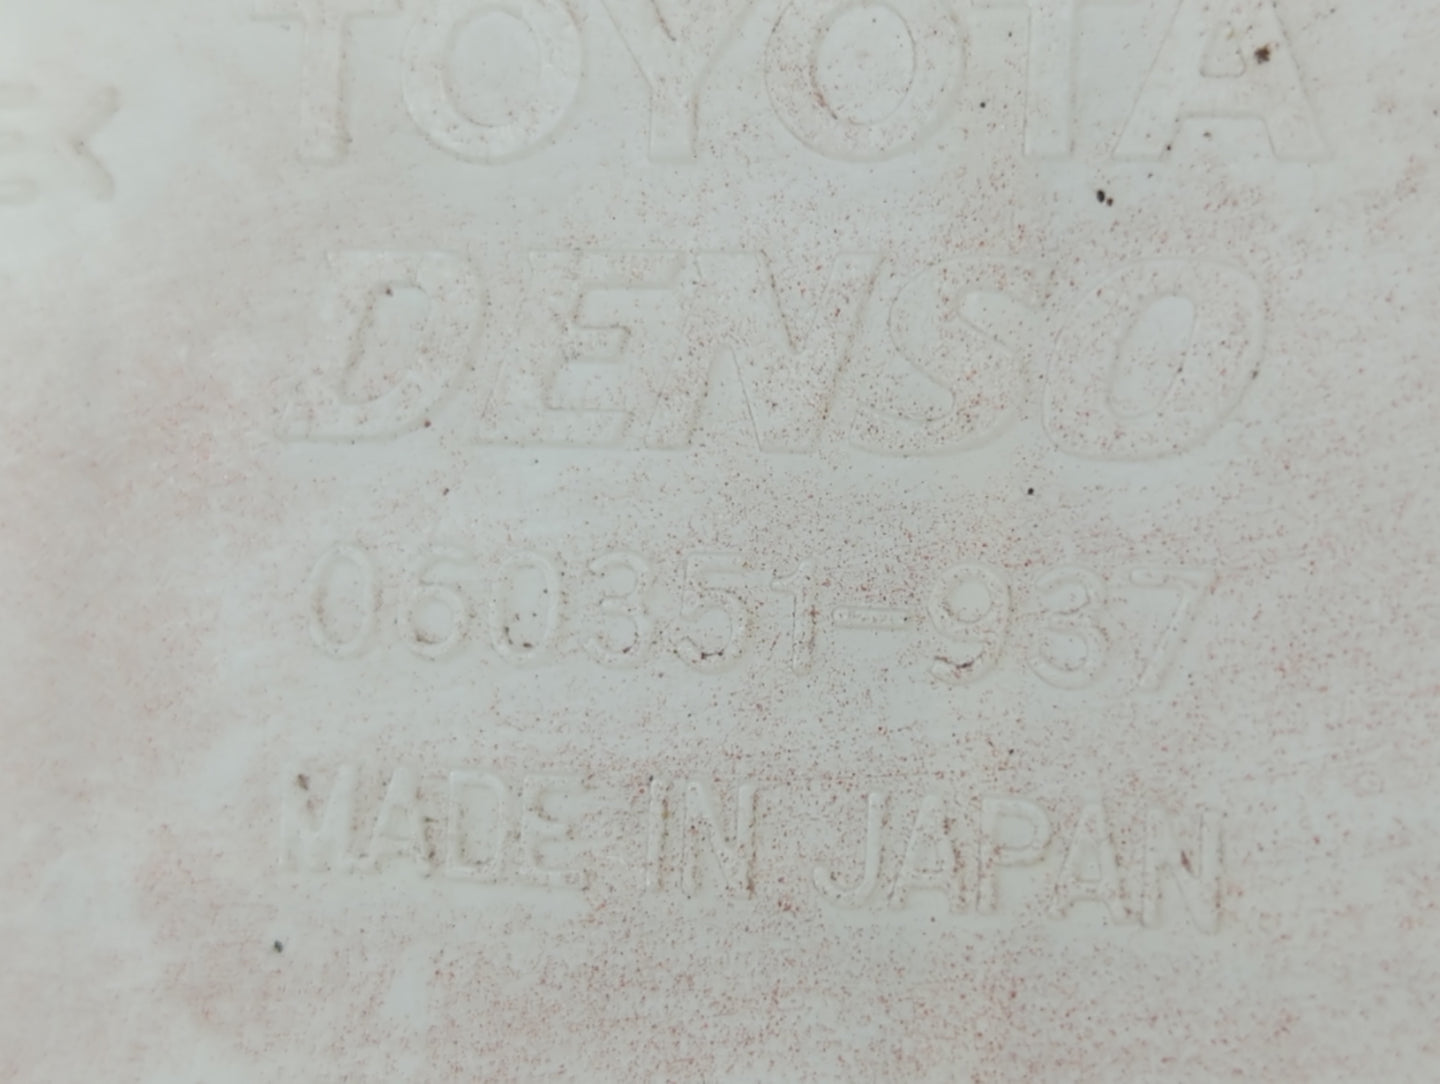 TOYOTA
DENSO
060351-937
MADE IN JAPAN